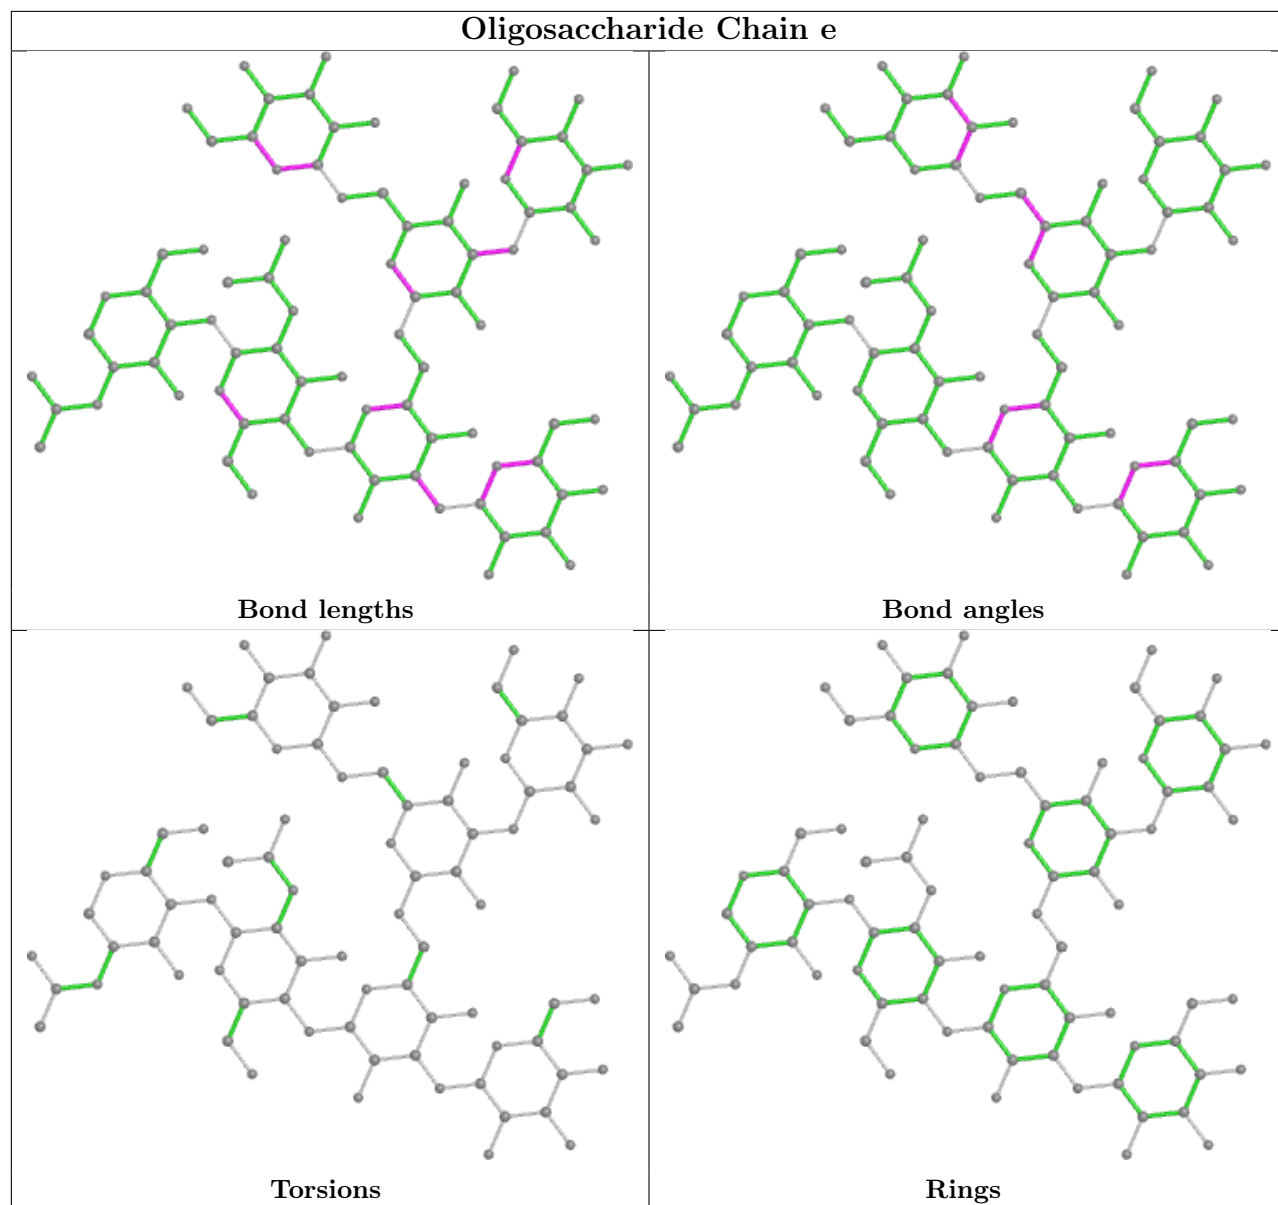 Oligosaccharide Chain e
Bond lengths
Bond angles
Torsions
Rings